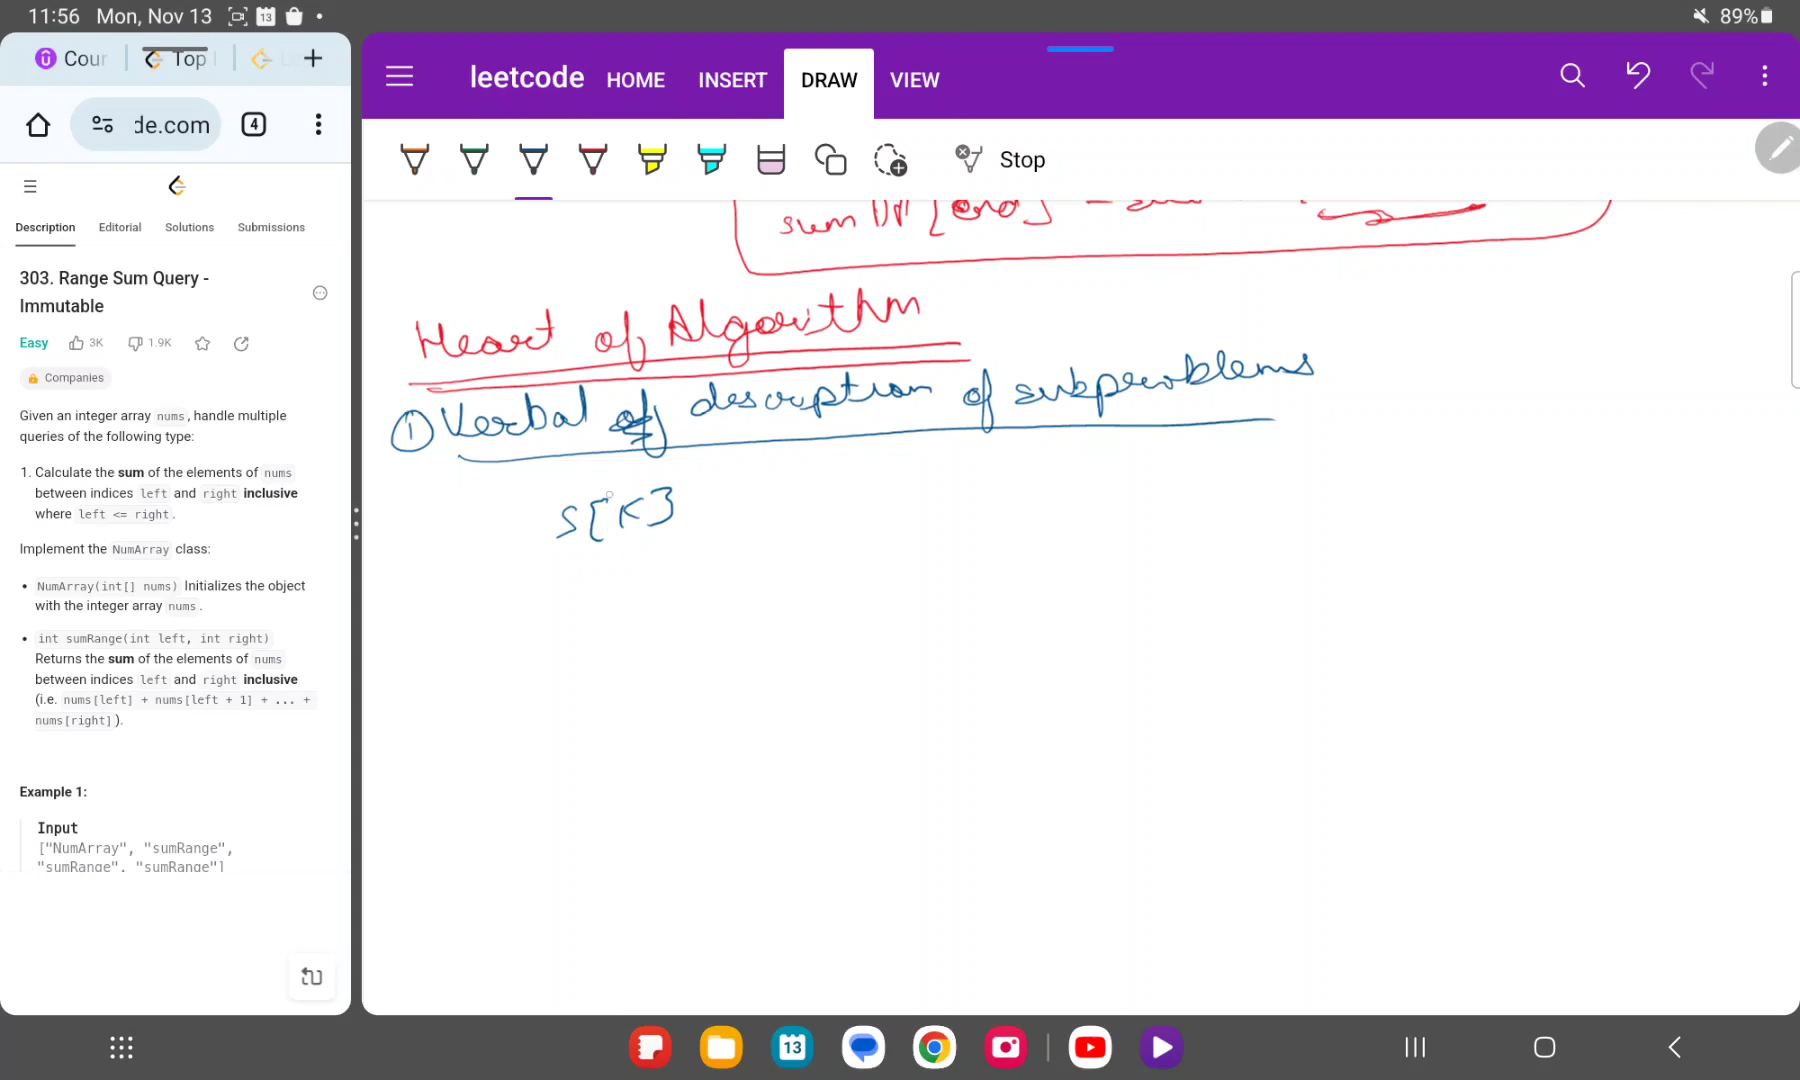 11:56 Mon, Nov 13 13 89%
Cour Top
de.com 4
Description Editorial Solutions Submissions
303. Range Sum Query -
Immutable
Easy 3K 1.9K
Companies
Given an integer array nums, handle multiple
queries of the following type:
1. Calculate the sum of the elements of nums
between indices left and right inclusive
where left <= right.
Implement the NumArray class:
• NumArray(int[] nums) Initializes the object
with the integer array nums.
• int sumRange(int left, int right)
Returns the sum of the elements of nums
between indices left and right inclusive
(i.e. nums[left] + nums[left + 1] + ... +
nums[right]).
Example 1:
Input
["NumArray", "sumRange",
"sumRange", "sumRange"]
leetcode HOME INSERT DRAW VIEW
Stop
sum DP [end]
Heart of Algorithm
① Verbal of description of subproblems
S[K]
13